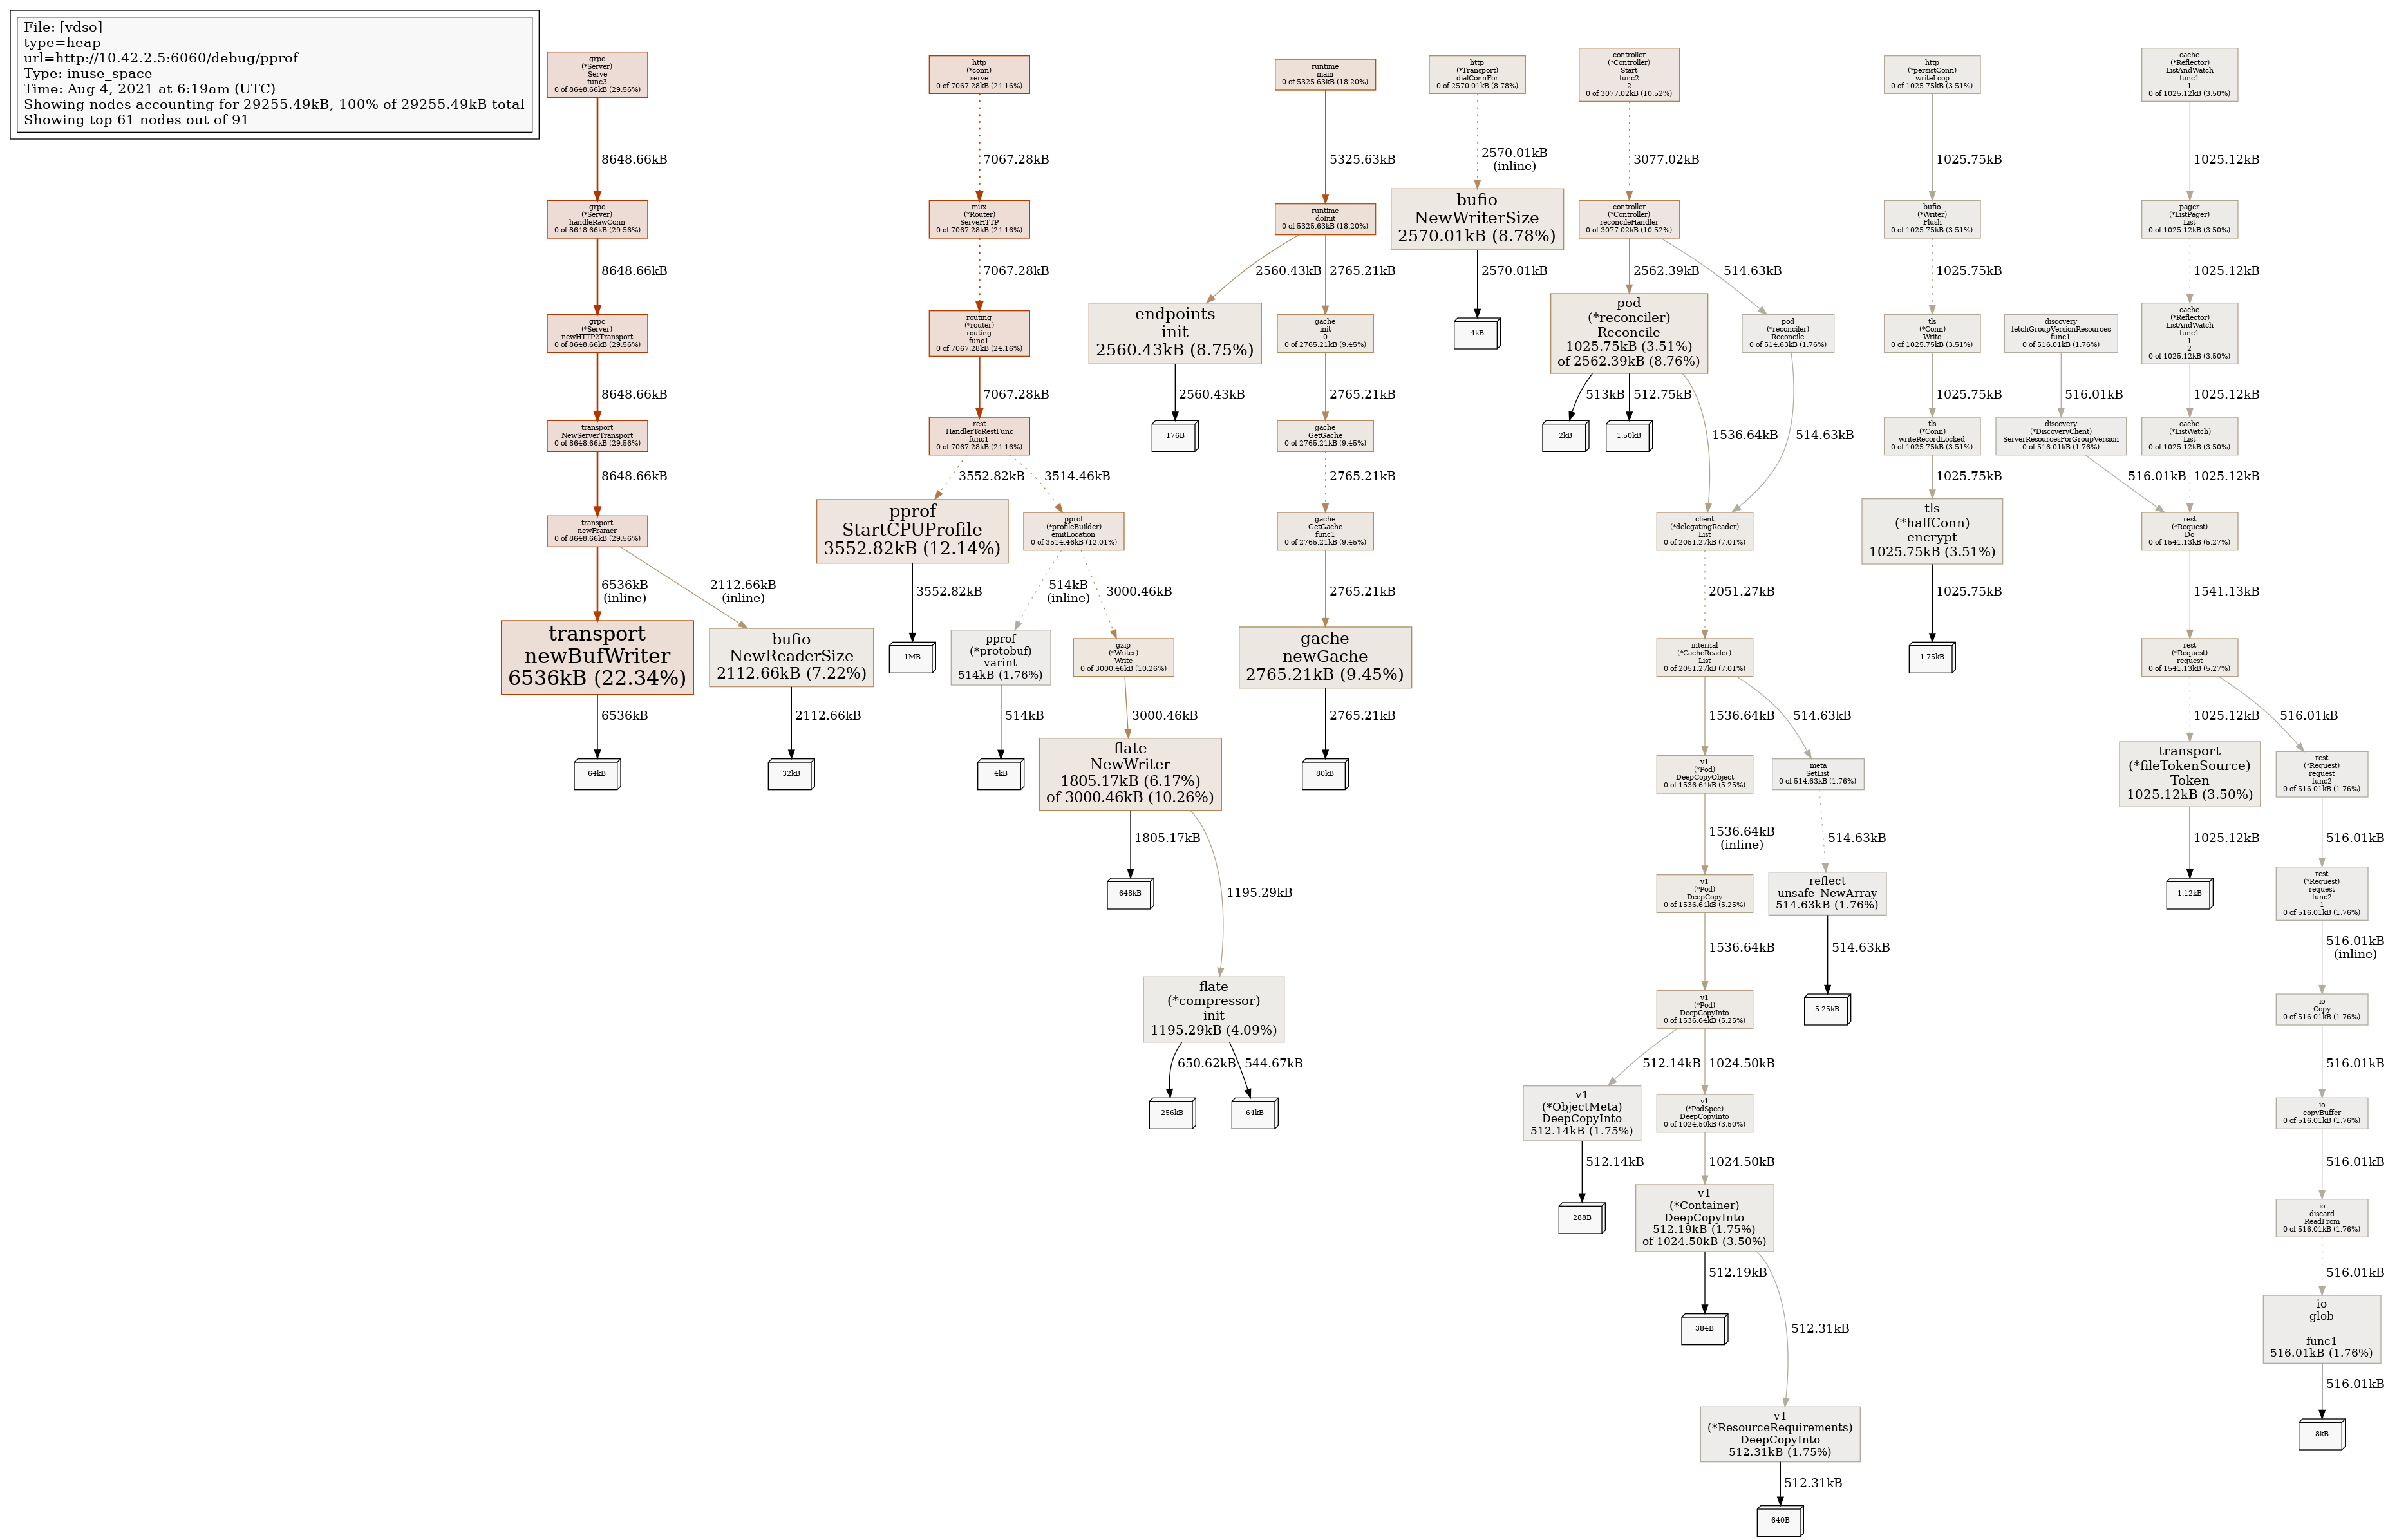 File: [vdso]
type=heap
url=http://10.42.2.5:6060/debug/pprof
Type: inuse_space
Time: Aug 4, 2021 at 6:19am (UTC)
Showing nodes accounting for 29255.49kB, 100% of 29255.49kB total
Showing top 61 nodes out of 91
grpc
(*Server)
Serve
func3
0 of 8648.66kB (29.56%)
8648.66kB
grpc
(*Server)
handleRawConn
0 of 8648.66kB (29.56%)
8648.66kB
grpc
(*Server)
newHTTP2Transport
0 of 8648.66kB (29.56%)
8648.66kB
transport
NewServerTransport
0 of 8648.66kB (29.56%)
8648.66kB
transport
newFramer
0 of 8648.66kB (29.56%)
6536kB
(inline)
2112.66kB
(inline)
transport
newBufWriter
6536kB (22.34%)
6536kB
64kB
bufio
NewReaderSize
2112.66kB (7.22%)
2112.66kB
32kB
http
(*conn)
serve
0 of 7067.28kB (24.16%)
7067.28kB
mux
(*Router)
ServeHTTP
0 of 7067.28kB (24.16%)
7067.28kB
routing
(*router)
routing
func1
0 of 7067.28kB (24.16%)
7067.28kB
rest
HandlerToRestFunc
func1
0 of 7067.28kB (24.16%)
3552.82kB
3514.46kB
pprof
StartCPUProfile
3552.82kB (12.14%)
3552.82kB
1MB
pprof
(*profileBuilder)
emitLocation
0 of 3514.46kB (12.01%)
514kB
(inline)
3000.46kB
pprof
(*protobuf)
varint
514kB (1.76%)
514kB
4kB
gzip
(*Writer)
Write
0 of 3000.46kB (10.26%)
3000.46kB
flate
NewWriter
1805.17kB (6.17%)
of 3000.46kB (10.26%)
1805.17kB
648kB
1195.29kB
flate
(*compressor)
init
1195.29kB (4.09%)
650.62kB
544.67kB
256kB
64kB
runtime
main
0 of 5325.63kB (18.20%)
5325.63kB
runtime
doInit
0 of 5325.63kB (18.20%)
2560.43kB
2765.21kB
endpoints
init
2560.43kB (8.75%)
2560.43kB
176B
gache
init
0
0 of 2765.21kB (9.45%)
2765.21kB
gache
GetGache
0 of 2765.21kB (9.45%)
2765.21kB
gache
GetGache
func1
0 of 2765.21kB (9.45%)
2765.21kB
gache
newGache
2765.21kB (9.45%)
2765.21kB
80kB
http
(*Transport)
dialConnFor
0 of 2570.01kB (8.78%)
2570.01kB
(inline)
bufio
NewWriterSize
2570.01kB (8.78%)
2570.01kB
4kB
controller
(*Controller)
Start
func2
2
0 of 3077.02kB (10.52%)
3077.02kB
controller
(*Controller)
reconcileHandler
0 of 3077.02kB (10.52%)
2562.39kB
514.63kB
pod
(*reconciler)
Reconcile
1025.75kB (3.51%)
of 2562.39kB (8.76%)
513kB
512.75kB
2kB
1.50kB
1536.64kB
pod
(*reconciler)
Reconcile
0 of 514.63kB (1.76%)
514.63kB
client
(*delegatingReader)
List
0 of 2051.27kB (7.01%)
2051.27kB
internal
(*CacheReader)
List
0 of 2051.27kB (7.01%)
1536.64kB
514.63kB
v1
(*Pod)
DeepCopyObject
0 of 1536.64kB (5.25%)
1536.64kB
(inline)
meta
SetList
0 of 514.63kB (1.76%)
514.63kB
v1
(*Pod)
DeepCopy
0 of 1536.64kB (5.25%)
1536.64kB
reflect
unsafe_NewArray
514.63kB (1.76%)
514.63kB
5.25kB
v1
(*Pod)
DeepCopyInto
0 of 1536.64kB (5.25%)
512.14kB
1024.50kB
v1
(*ObjectMeta)
DeepCopyInto
512.14kB (1.75%)
512.14kB
288B
v1
(*PodSpec)
DeepCopyInto
0 of 1024.50kB (3.50%)
1024.50kB
v1
(*Container)
DeepCopyInto
512.19kB (1.75%)
of 1024.50kB (3.50%)
512.19kB
384B
512.31kB
v1
(*ResourceRequirements)
DeepCopyInto
512.31kB (1.75%)
512.31kB
640B
http
(*persistConn)
writeLoop
0 of 1025.75kB (3.51%)
1025.75kB
bufio
(*Writer)
Flush
0 of 1025.75kB (3.51%)
1025.75kB
tls
(*Conn)
Write
0 of 1025.75kB (3.51%)
1025.75kB
tls
(*Conn)
writeRecordLocked
0 of 1025.75kB (3.51%)
1025.75kB
tls
(*halfConn)
encrypt
1025.75kB (3.51%)
1025.75kB
1.75kB
discovery
fetchGroupVersionResources
func1
0 of 516.01kB (1.76%)
516.01kB
discovery
(*DiscoveryClient)
ServerResourcesForGroupVersion
0 of 516.01kB (1.76%)
516.01kB
cache
(*Reflector)
ListAndWatch
func1
1
0 of 1025.12kB (3.50%)
1025.12kB
pager
(*ListPager)
List
0 of 1025.12kB (3.50%)
1025.12kB
cache
(*Reflector)
ListAndWatch
func1
1
2
0 of 1025.12kB (3.50%)
1025.12kB
cache
(*ListWatch)
List
0 of 1025.12kB (3.50%)
1025.12kB
rest
(*Request)
Do
0 of 1541.13kB (5.27%)
1541.13kB
rest
(*Request)
request
0 of 1541.13kB (5.27%)
1025.12kB
516.01kB
transport
(*fileTokenSource)
Token
1025.12kB (3.50%)
1025.12kB
1.12kB
rest
(*Request)
request
func2
0 of 516.01kB (1.76%)
516.01kB
rest
(*Request)
request
func2
1
0 of 516.01kB (1.76%)
516.01kB
(inline)
io
Copy
0 of 516.01kB (1.76%)
516.01kB
io
copyBuffer
0 of 516.01kB (1.76%)
516.01kB
io
discard
ReadFrom
0 of 516.01kB (1.76%)
516.01kB
io
glob
func1
516.01kB (1.76%)
516.01kB
8kB